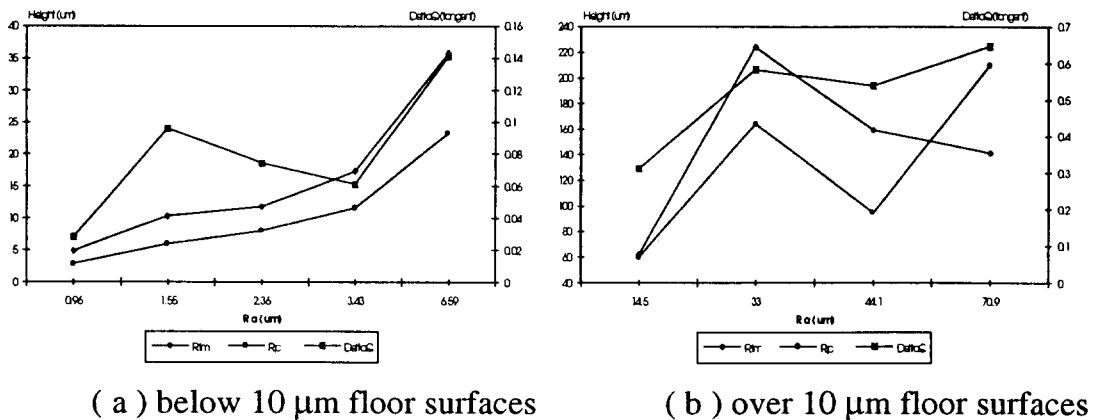 Height(um) DeltaQ(tangent)
40 0.16
35 0.14
30 0.12
25 0.1
20 0.08
15 0.06
10 0.04
5 0.02
0 0
0.96 1.56 2.36 3.43 6.59
Ra(um)
Rtm Rp DeltaQ
( a ) below 10 μm floor surfaces
Height(um) DeltaQ(tangent)
240 0.7
220 0.6
200 0.5
180 0.4
160 0.3
140 0.2
120 0.1
100 0
80
60
40
14.5 33 44.1 70.9
Ra(um)
Rtm Rp DeltaQ
( b ) over 10 μm floor surfaces